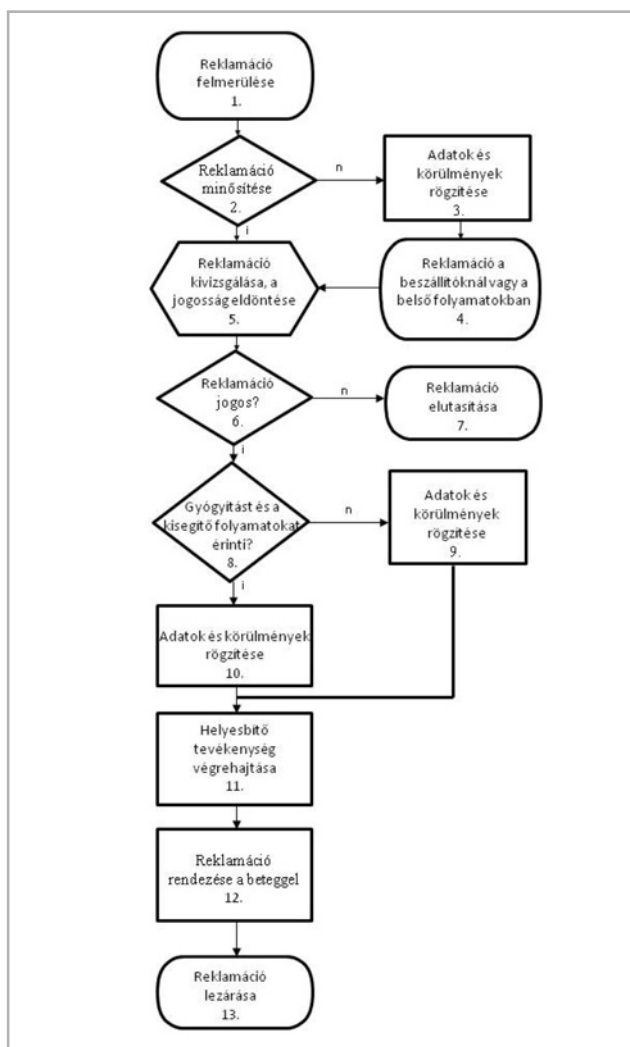 Reklamáció
felmerülése
1.
Reklamáció
minősítése
2.
n
i
Adatok és
körülmények
rögzítése
3.
Reklamáció a
beszállítóknál vagy a
belső folyamatokban
4.
Reklamáció
kivizsgálása, a
jogosság eldöntése
5.
Reklamáció
jogos?
6.
n
i
Reklamáció
elutasítása
7.
Gyógyítást és a
kisegítő folyamatokat
érinti?
8.
n
i
Adatok és
körülmények
rögzítése
9.
Adatok és körülmények
rögzítése
10.
Helyesbítő
tevékenység
végrehajtása
11.
Reklamáció
rendezése a beteggel
12.
Reklamáció
lezárása
13.